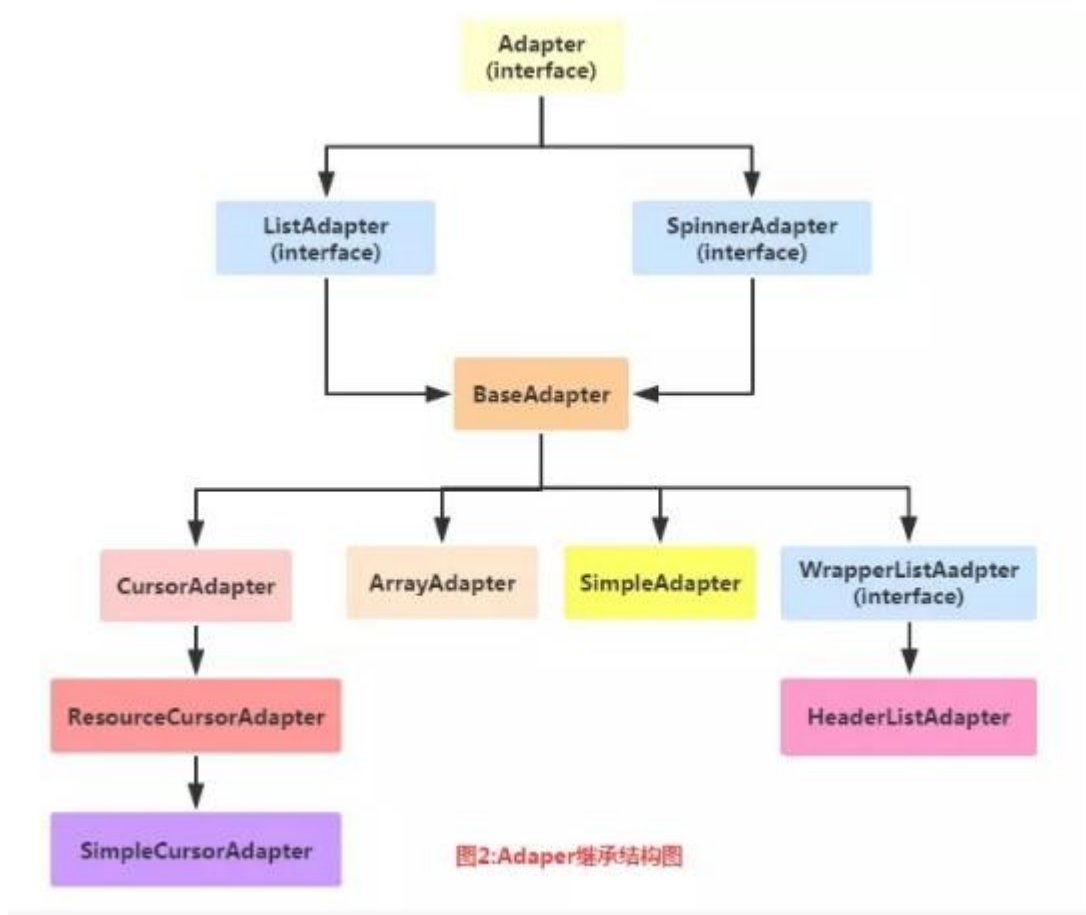 Adapter
(interface)
ListAdapter
(interface)
SpinnerAdapter
(interface)
BaseAdapter
CursorAdapter
ArrayAdapter
SimpleAdapter
WrapperListAadpter
(interface)
ResourceCursorAdapter
HeaderListAdapter
SimpleCursorAdapter
图2:Adaper继承结构图